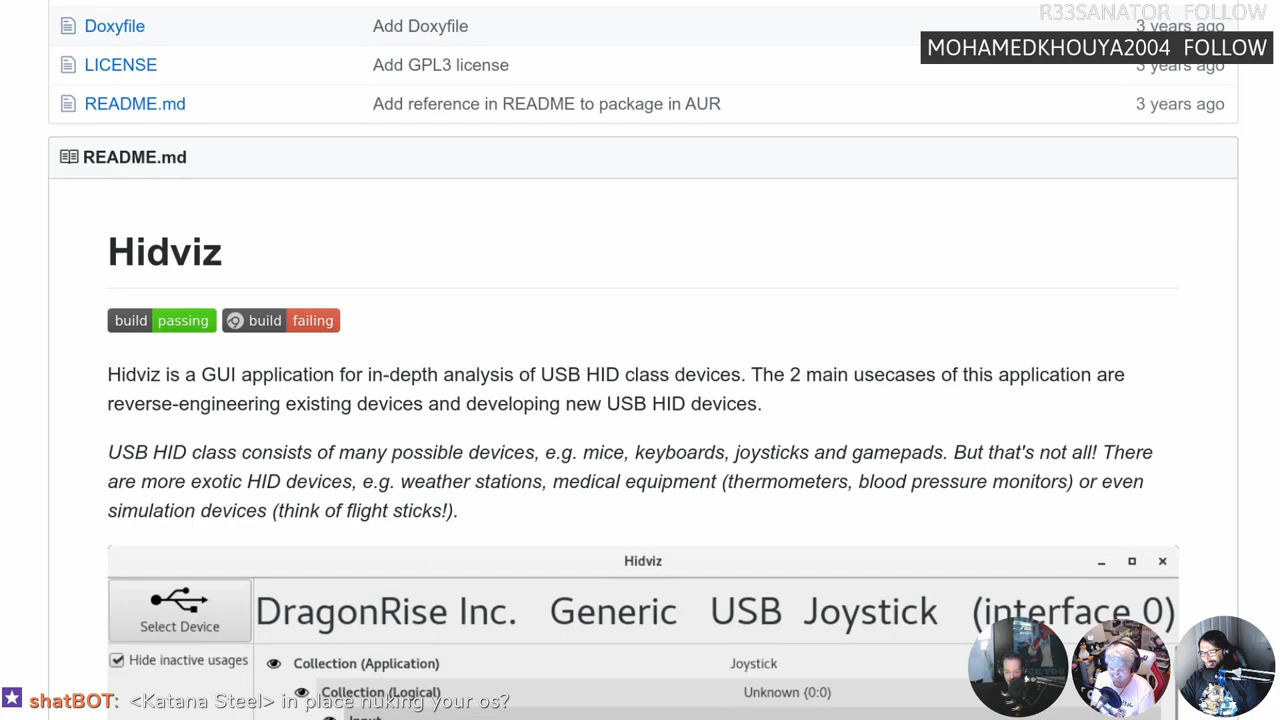 R33SANATOR FOLLOW
Doxyfile Add Doxyfile 3 years ago
MOHAMEDKHOUYA2004 FOLLOW
LICENSE Add GPL3 license 3 years ago
README.md Add reference in README to package in AUR 3 years ago
README.md
Hidviz
build passing build failing
Hidviz is a GUI application for in-depth analysis of USB HID class devices. The 2 main usecases of this application are
reverse-engineering existing devices and developing new USB HID devices.
USB HID class consists of many possible devices, e.g. mice, keyboards, joysticks and gamepads. But that's not all! There
are more exotic HID devices, e.g. weather stations, medical equipment (thermometers, blood pressure monitors) or even
simulation devices (think of flight sticks!).
Hidviz
DragonRise Inc. Generic USB Joystick (interface 0)
Select Device
Hide inactive usages Collection (Application) Joystick
Collection (Logical) Unknown (0:0)
shatBOT: <Katana Steel> in place nuking your os?
Input